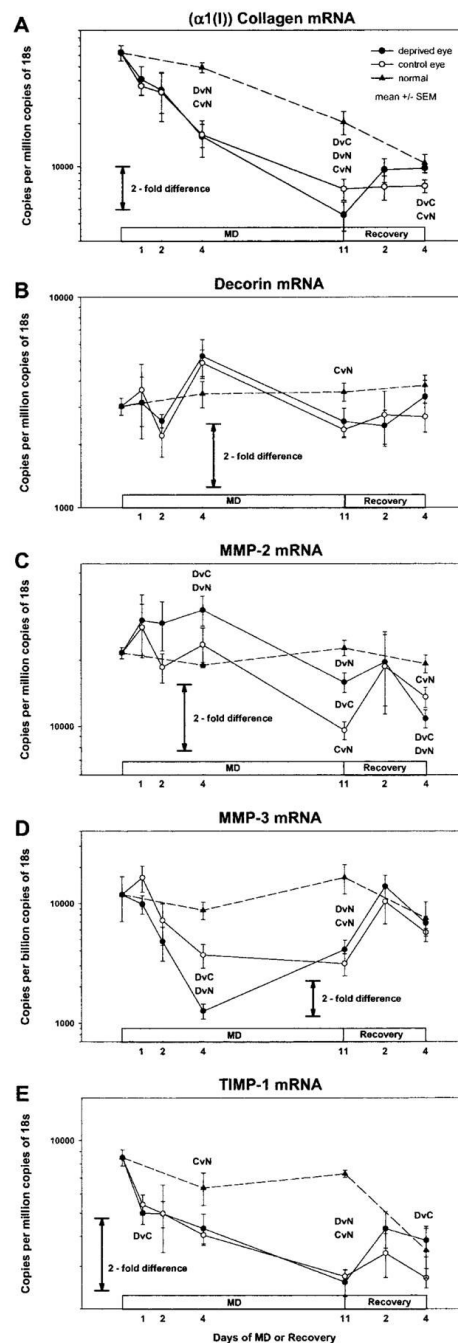 A
(α1(I)) Collagen mRNA
Copies per million copies of 18s
deprived eye
control eye
normal
mean +/- SEM
DvN
CvN
DvC
DvN
CvN
10000
2 - fold difference
DvC
CvN
MD
Recovery
1 2 4 11 2 4
B
Decorin mRNA
Copies per million copies of 18s
10000
CvN
2 - fold difference
1000
MD
Recovery
1 2 4 11 2 4
C
MMP-2 mRNA
Copies per million copies of 18s
DvC
DvN
DvN
CvN
2 - fold difference
DvC
10000
CvN
DvC
DvN
MD
Recovery
1 2 4 11 2 4
D
MMP-3 mRNA
Copies per billion copies of 18s
10000
DvN
CvN
DvC
DvN
2 - fold difference
1000
MD
Recovery
1 2 4 11 2 4
E
TIMP-1 mRNA
Copies per million copies of 18s
10000
CvN
DvN
CvN
DvC
DvC
2 - fold difference
MD
Recovery
1 2 4 11 2 4
Days of MD or Recovery